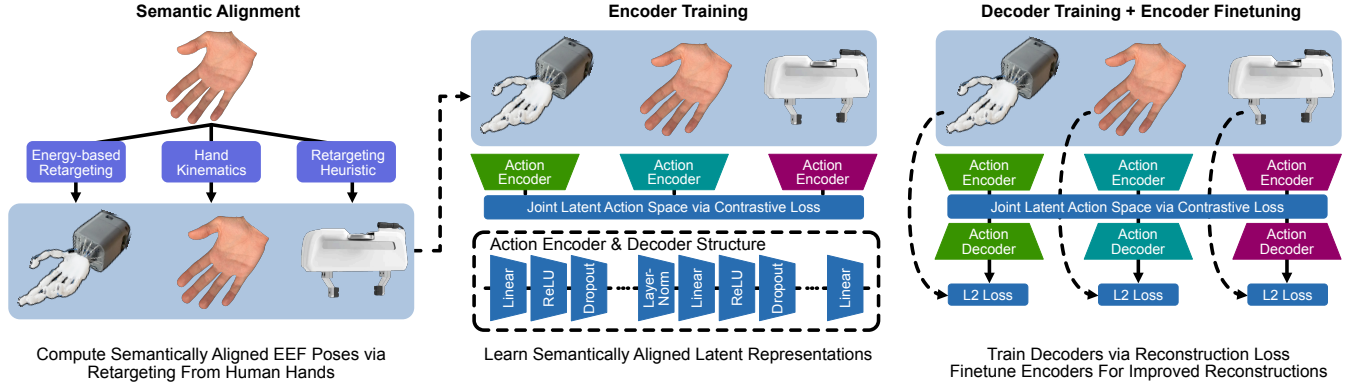 Semantic Alignment
Energy-based
Retargeting
Hand
Kinematics
Retargeting
Heuristic
Compute Semantically Aligned EEF Poses via
Retargeting From Human Hands
Encoder Training
Action
Encoder
Action
Encoder
Action
Encoder
Joint Latent Action Space via Contrastive Loss
Action Encoder & Decoder Structure
Linear
ReLU
Dropout
Layer-
Norm
Linear
ReLU
Dropout
Linear
Learn Semantically Aligned Latent Representations
Decoder Training + Encoder Finetuning
Action
Encoder
Action
Encoder
Action
Encoder
Joint Latent Action Space via Contrastive Loss
Action
Decoder
Action
Decoder
Action
Decoder
L2 Loss
L2 Loss
L2 Loss
Train Decoders via Reconstruction Loss
Finetune Encoders For Improved Reconstructions